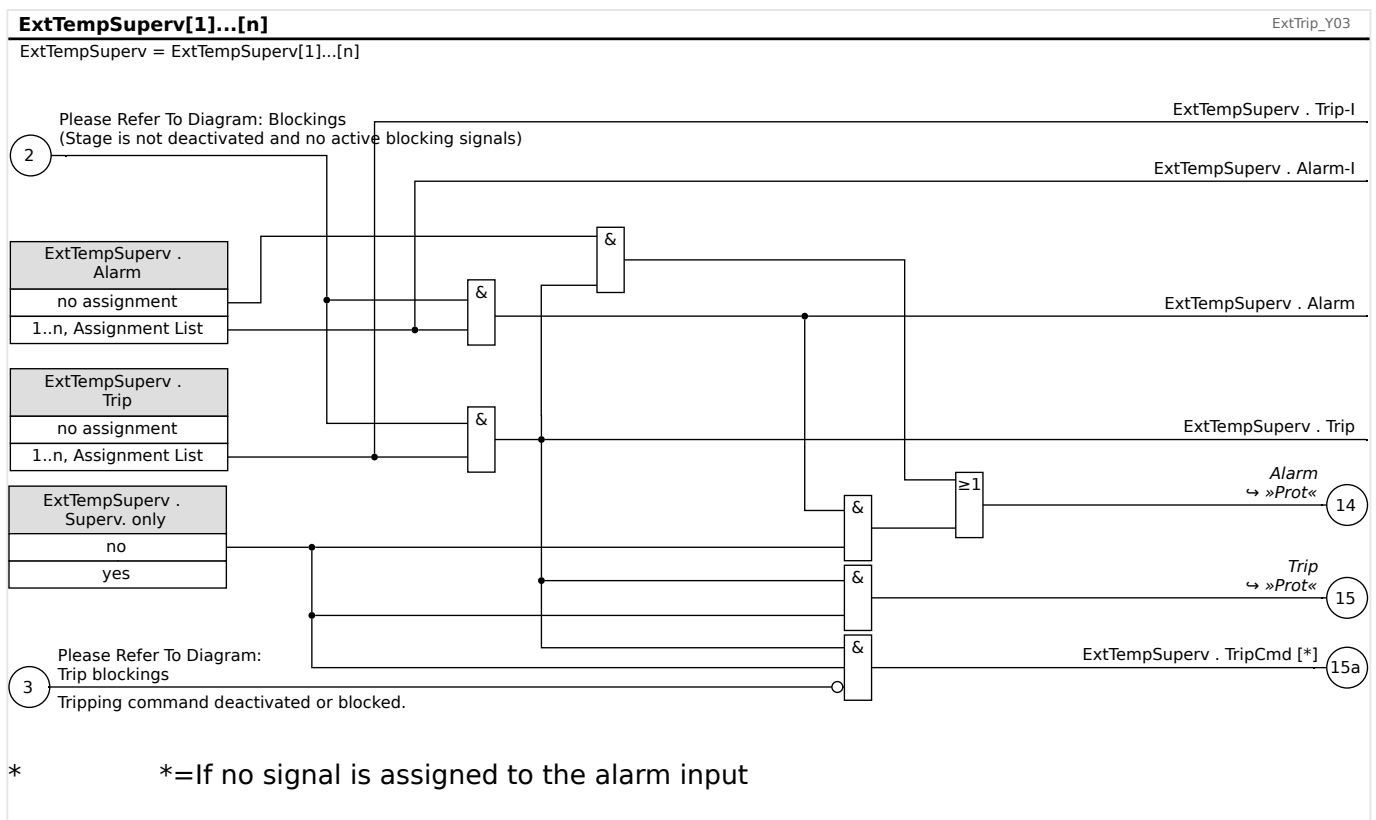 ExtTempSuperv[1]...[n]
ExtTrip_Y03
ExtTempSuperv = ExtTempSuperv[1]...[n]
Please Refer To Diagram: Blockings
(Stage is not deactivated and no active blocking signals)
2
ExtTempSuperv . Trip-I
ExtTempSuperv . Alarm-I
ExtTempSuperv .
Alarm
no assignment
1..n, Assignment List
&
&
ExtTempSuperv . Alarm
ExtTempSuperv .
Trip
no assignment
1..n, Assignment List
&
ExtTempSuperv . Trip
ExtTempSuperv .
Superv. only
no
yes
&
≥1
Alarm
↪ »Prot«
14
&
Trip
↪ »Prot«
15
Please Refer To Diagram:
Trip blockings
3
Tripping command deactivated or blocked.
&
ExtTempSuperv . TripCmd [*]
15a
* *=If no signal is assigned to the alarm input